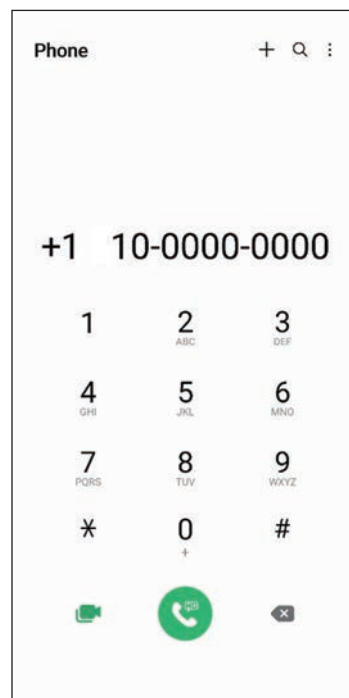 Phone
+1 10-0000-0000
1 2 3
ABC DEF
4 5 6
GHI JKL MNO
7 8 9
PQRS TUV WXYZ
* 0 #
+